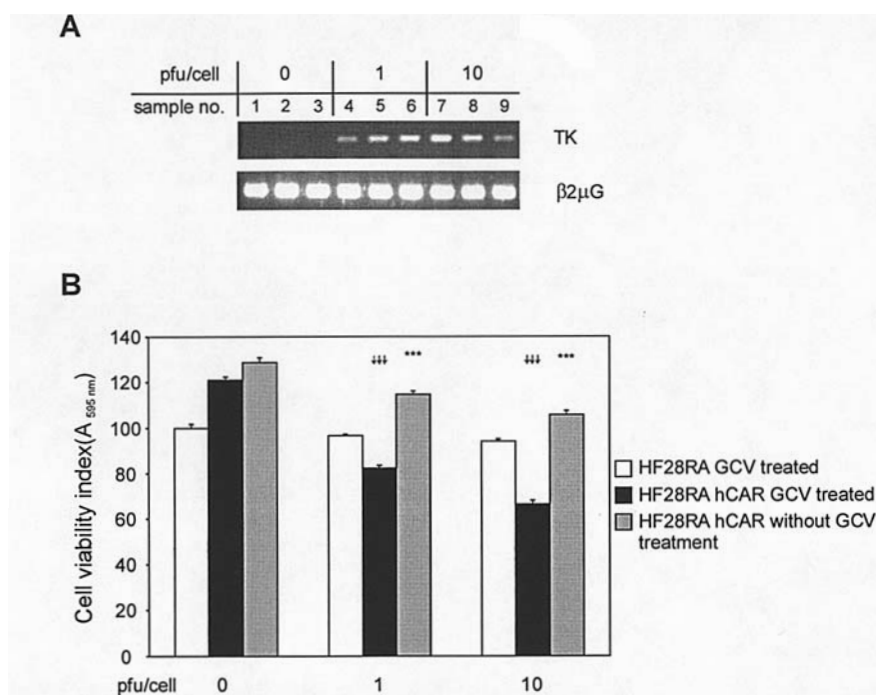 A
pfu/cell 0 1 10
sample no. 1 2 3 4 5 6 7 8 9
TK
β2μG
B
140
120
100
80
60
40
20
0
Cell viability index(A 595 nm)
↓↓↓ *** ↓↓↓ ***
HF28RA GCV treated
HF28RA hCAR GCV treated
HF28RA hCAR without GCV
treatment
pfu/cell 0 1 10